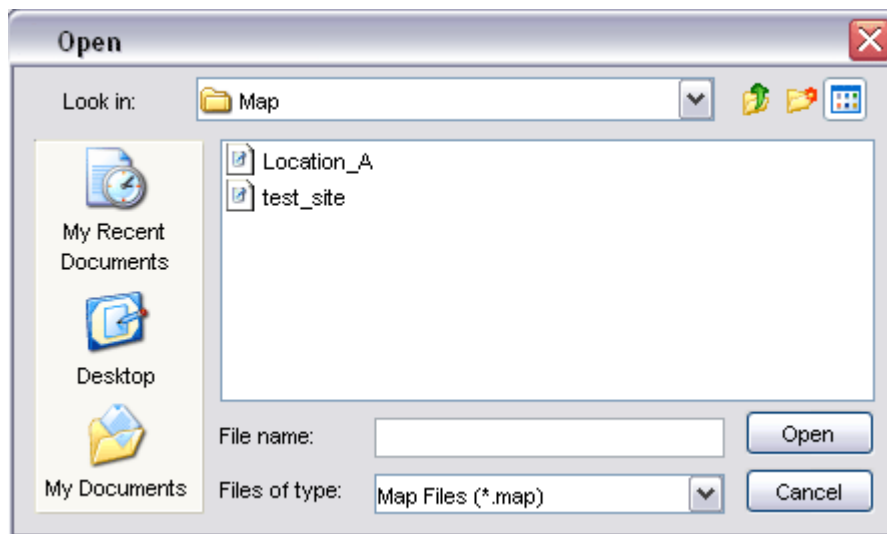 Open
Look in:
Map
Location_A
test_site
My Recent
Documents
Desktop
My Documents
File name:
Open
Files of type:
Map Files (*.map)
Cancel